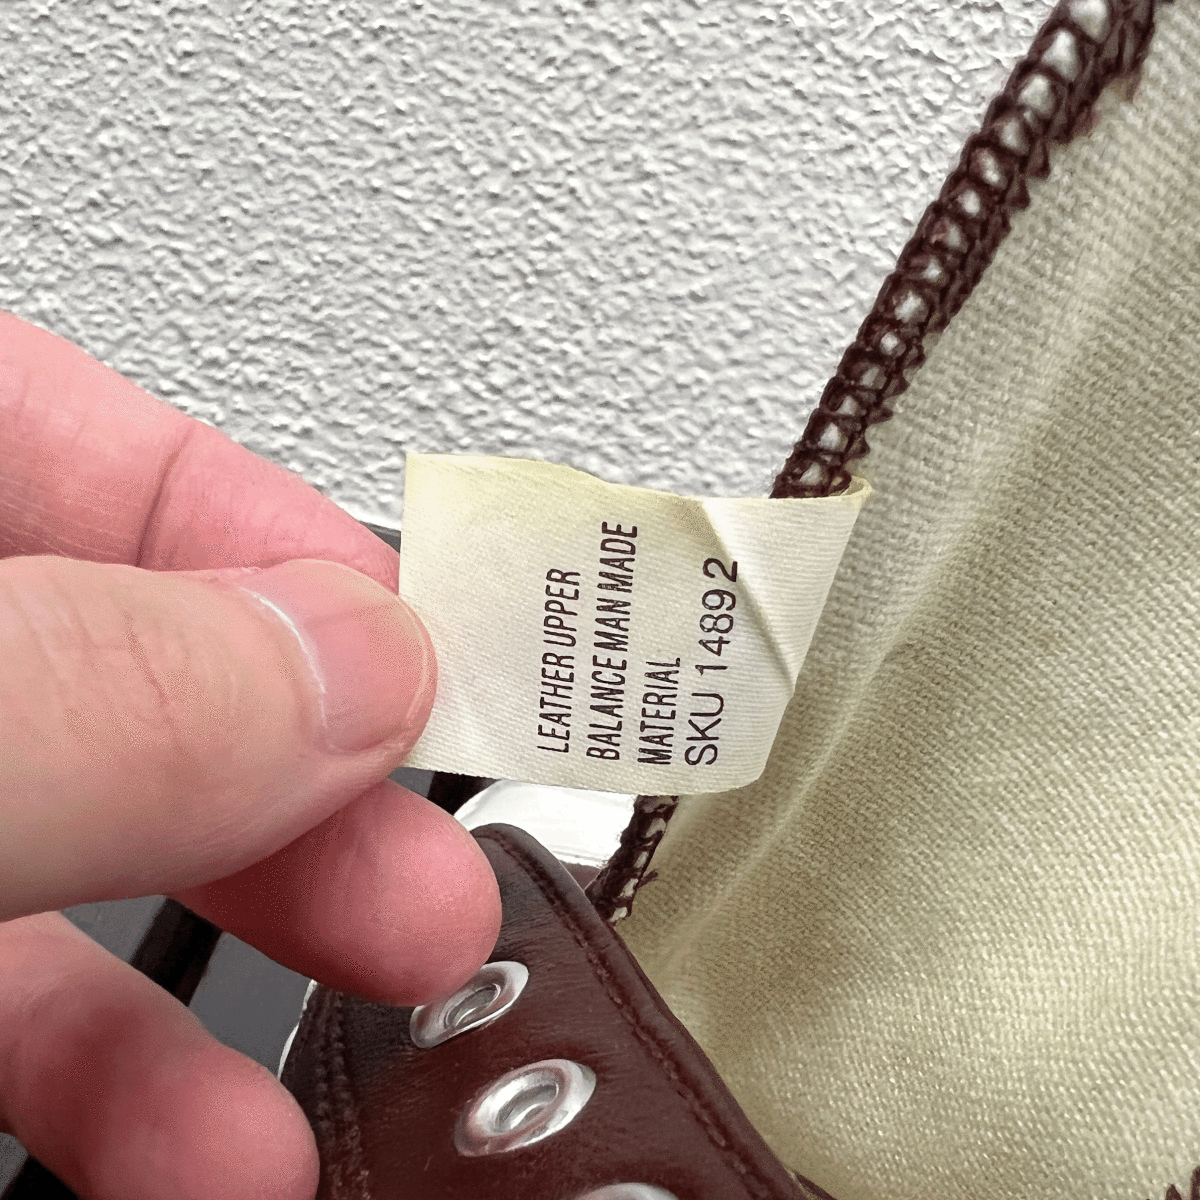 LEATHER UPPER
BALANCE MAN MADE
MATERIAL
SKU 14892